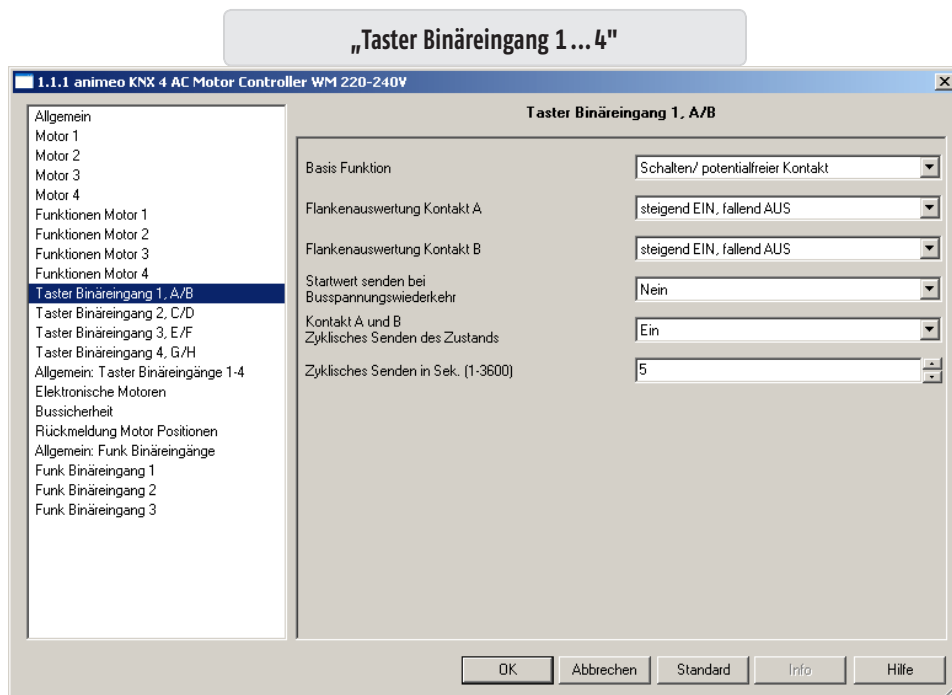 „Taster Binäreingang 1 ... 4"
1.1.1 animeo KNX 4 AC Motor Controller WM 220-240V
Allgemein
Motor 1
Motor 2
Motor 3
Motor 4
Funktionen Motor 1
Funktionen Motor 2
Funktionen Motor 3
Funktionen Motor 4
Taster Binäreingang 1, A/B
Taster Binäreingang 2, C/D
Taster Binäreingang 3, E/F
Taster Binäreingang 4, G/H
Allgemein: Taster Binäreingänge 1-4
Elektronische Motoren
Bussicherheit
Rückmeldung Motor Positionen
Allgemein: Funk Binäreingänge
Funk Binäreingang 1
Funk Binäreingang 2
Funk Binäreingang 3
Taster Binäreingang 1, A/B
Basis Funktion
Schalten/ potentialfreier Kontakt
Flankenauswertung Kontakt A
steigend EIN, fallend AUS
Flankenauswertung Kontakt B
steigend EIN, fallend AUS
Startwert senden bei
Busspannungswiederkehr
Nein
Kontakt A und B
Zyklisches Senden des Zustands
Ein
Zyklisches Senden in Sek. (1-3600)
5
OK
Abbrechen
Standard
Info
Hilfe